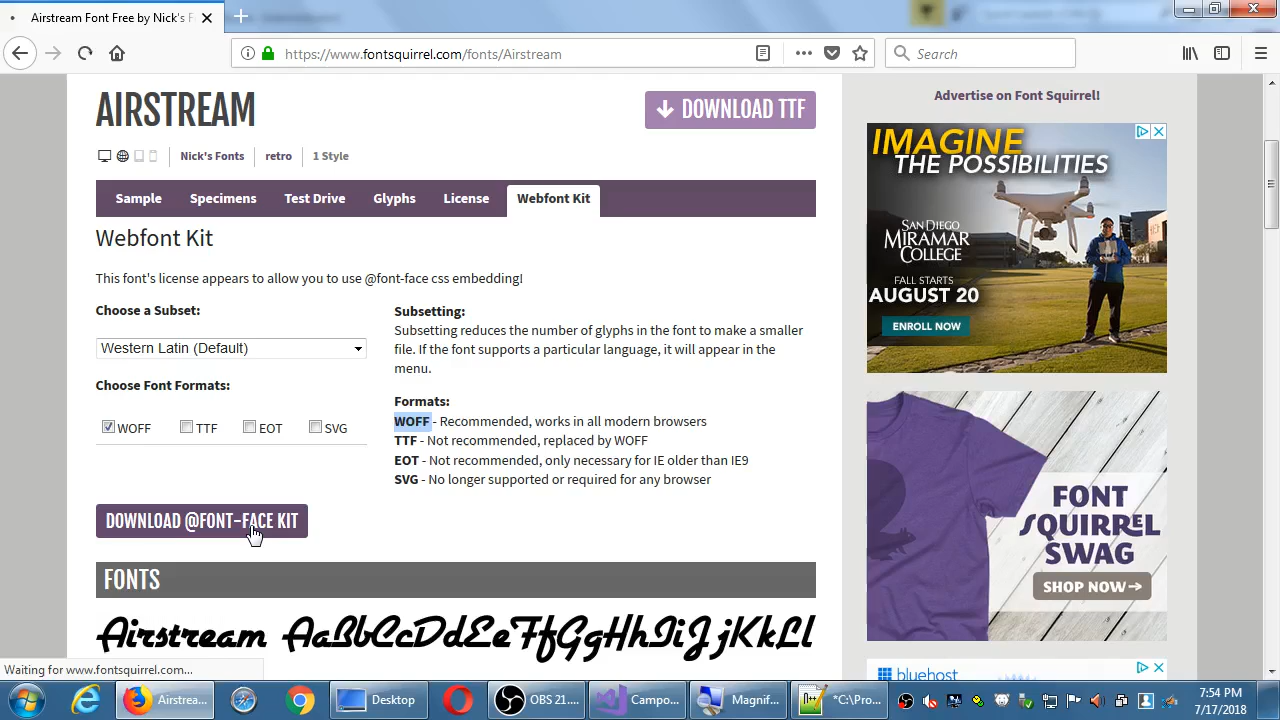 Airstream Font Free by Nick's F
https://www.fontsquirrel.com/fonts/Airstream
Search
AIRSTREAM
DOWNLOAD TTF
Nick's Fonts
retro
1 Style
Sample
Specimens
Test Drive
Glyphs
License
Webfont Kit
Webfont Kit
This font's license appears to allow you to use @font-face css embedding!
Choose a Subset:
Western Latin (Default)
Choose Font Formats:
WOFF
TTF
EOT
SVG
DOWNLOAD @FONT-FACE KIT
Subsetting:
Subsetting reduces the number of glyphs in the font to make a smaller
file. If the font supports a particular language, it will appear in the
menu.
Formats:
WOFF - Recommended, works in all modern browsers
TTF - Not recommended, replaced by WOFF
EOT - Not recommended, only necessary for IE older than IE9
SVG - No longer supported or required for any browser
FONTS
Airstream AaBbCcDdEeFfGgHhIiJjKkLl
Advertise on Font Squirrel!
IMAGINE
THE POSSIBILITIES
SAN DIEGO
MIRAMAR
COLLEGE
FALL STARTS
AUGUST 20
ENROLL NOW
FONT
SQUIRREL
SWAG
SHOP NOW→
bluehost
Waiting for www.fontsquirrel.com...
Airstrea...
Desktop
OBS 21....
Campo...
Magnif...
*C:\Pro...
7:54 PM
7/17/2018